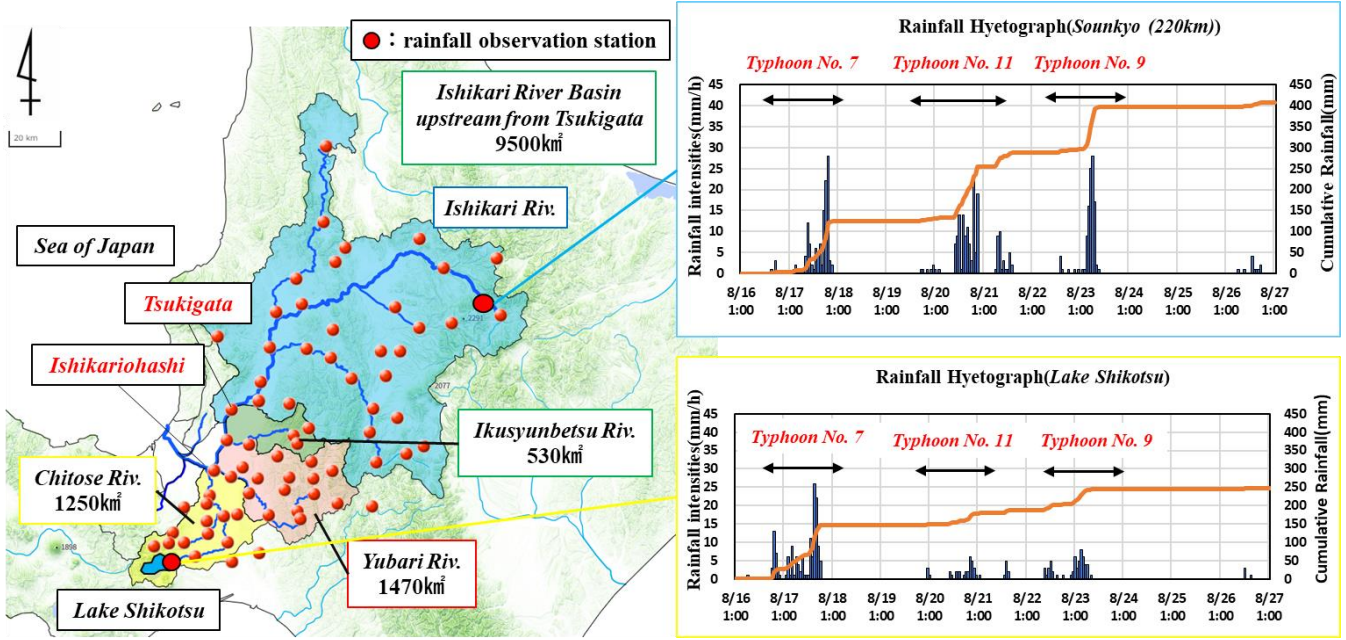 ● : rainfall observation station
20 km
Ishikari River Basin
upstream from Tsukigata
9500㎢
Ishikari Riv.
Sea of Japan
Tsukigata
Ishikariohashi
2291
2077
Ikusyunbetsu Riv.
530㎢
Chitose Riv.
1250㎢
1898
Yubari Riv.
1470㎢
Lake Shikotsu
Rainfall Hyetograph(Sounkyo (220km)
Typhoon No. 7 Typhoon No. 11 Typhoon No. 9
Rainfall intensities(mm/h)
45
40
35
30
25
20
15
10
5
0
450
400
350
300
250
200
150
100
50
0
Cumulative Rainfall(mm)
8/16 8/17 8/18 8/19 8/20 8/21 8/22 8/23 8/24 8/25 8/26 8/27
1:00 1:00 1:00 1:00 1:00 1:00 1:00 1:00 1:00 1:00 1:00 1:00
Rainfall Hyetograph(Lake Shikotsu)
Typhoon No. 7 Typhoon No. 11 Typhoon No. 9
Rainfall intensities(mm/h)
45
40
35
30
25
20
15
10
5
0
450
400
350
300
250
200
150
100
50
0
Cumulative Rainfall(mm)
8/16 8/17 8/18 8/19 8/20 8/21 8/22 8/23 8/24 8/25 8/26 8/27
1:00 1:00 1:00 1:00 1:00 1:00 1:00 1:00 1:00 1:00 1:00 1:00